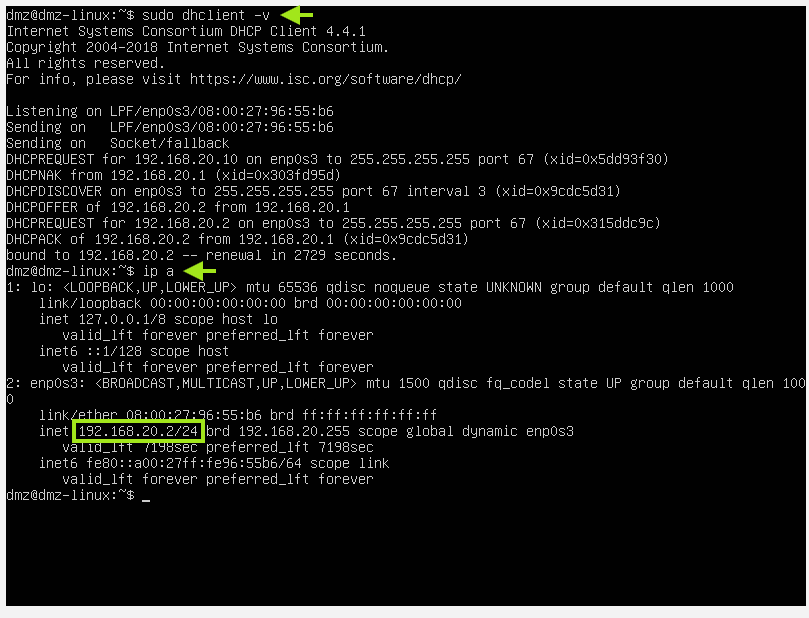 dmz@dmz-linux:~$ sudo dhclient -v
Internet Systems Consortium DHCP Client 4.4.1
Copyright 2004-2018 Internet Systems Consortium.
All rights reserved.
For info, please visit https://www.isc.org/software/dhcp/
Listening on LPF/enp0s3/08:00:27:96:55:b6
Sending on   LPF/enp0s3/08:00:27:96:55:b6
Sending on   Socket/fallback
DHCPREQUEST for 192.168.20.10 on enp0s3 to 255.255.255.255 port 67 (xid=0x5dd93f30)
DHCPNAK from 192.168.20.1 (xid=0x303fd95d)
DHCPDISCOVER on enp0s3 to 255.255.255.255 port 67 interval 3 (xid=0x9cdc5d31)
DHCPOFFER of 192.168.20.2 from 192.168.20.1
DHCPREQUEST for 192.168.20.2 on enp0s3 to 255.255.255.255 port 67 (xid=0x315ddc9c)
DHCPACK of 192.168.20.2 from 192.168.20.1 (xid=0x9cdc5d31)
bound to 192.168.20.2 -- renewal in 2729 seconds.
dmz@dmz-linux:~$ ip a
1: lo: <LOOPBACK,UP,LOWER_UP> mtu 65536 qdisc noqueue state UNKNOWN group default qlen 1000
    link/loopback 00:00:00:00:00:00 brd 00:00:00:00:00:00
    inet 127.0.0.1/8 scope host lo
       valid_lft forever preferred_lft forever
    inet6 ::1/128 scope host
       valid_lft forever preferred_lft forever
2: enp0s3: <BROADCAST,MULTICAST,UP,LOWER_UP> mtu 1500 qdisc fq_codel state UP group default qlen 100
0
    link/ether 08:00:27:96:55:b6 brd ff:ff:ff:ff:ff:ff
    inet 192.168.20.2/24 brd 192.168.20.255 scope global dynamic enp0s3
       valid_lft 7198sec preferred_lft 7198sec
    inet6 fe80::a00:27ff:fe96:55b6/64 scope link
       valid_lft forever preferred_lft forever
dmz@dmz-linux:~$ _